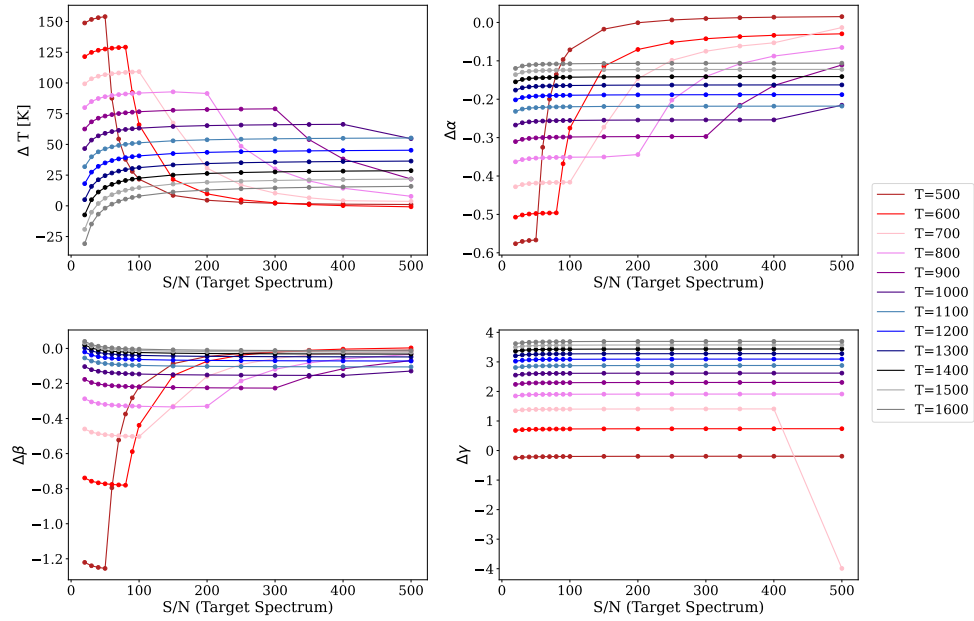 Δ T [K]
150
125
100
75
50
25
0
−25
0
100
200
300
400
500
S/N (Target Spectrum)
Δα
0.0
−0.1
−0.2
−0.3
−0.4
−0.5
−0.6
0
100
200
300
400
500
S/N (Target Spectrum)
T=500
T=600
T=700
T=800
T=900
T=1000
T=1100
T=1200
T=1300
T=1400
T=1500
T=1600
Δβ
0.0
−0.2
−0.4
−0.6
−0.8
−1.0
−1.2
0
100
200
300
400
500
S/N (Target Spectrum)
Δγ
4
3
2
1
0
−1
−2
−3
−4
0
100
200
300
400
500
S/N (Target Spectrum)